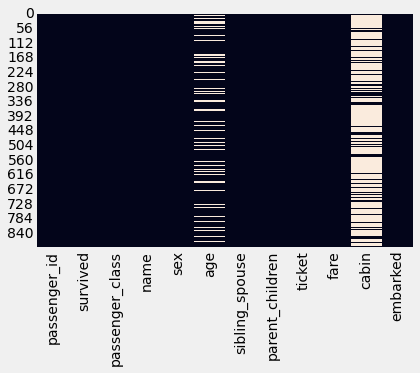 0
56
112
168
224
280
336
392
448
504
560
616
672
728
784
840
passenger_id
survived
passenger_class
name
sex
age
sibling_spouse
parent_children
ticket
fare
cabin
embarked